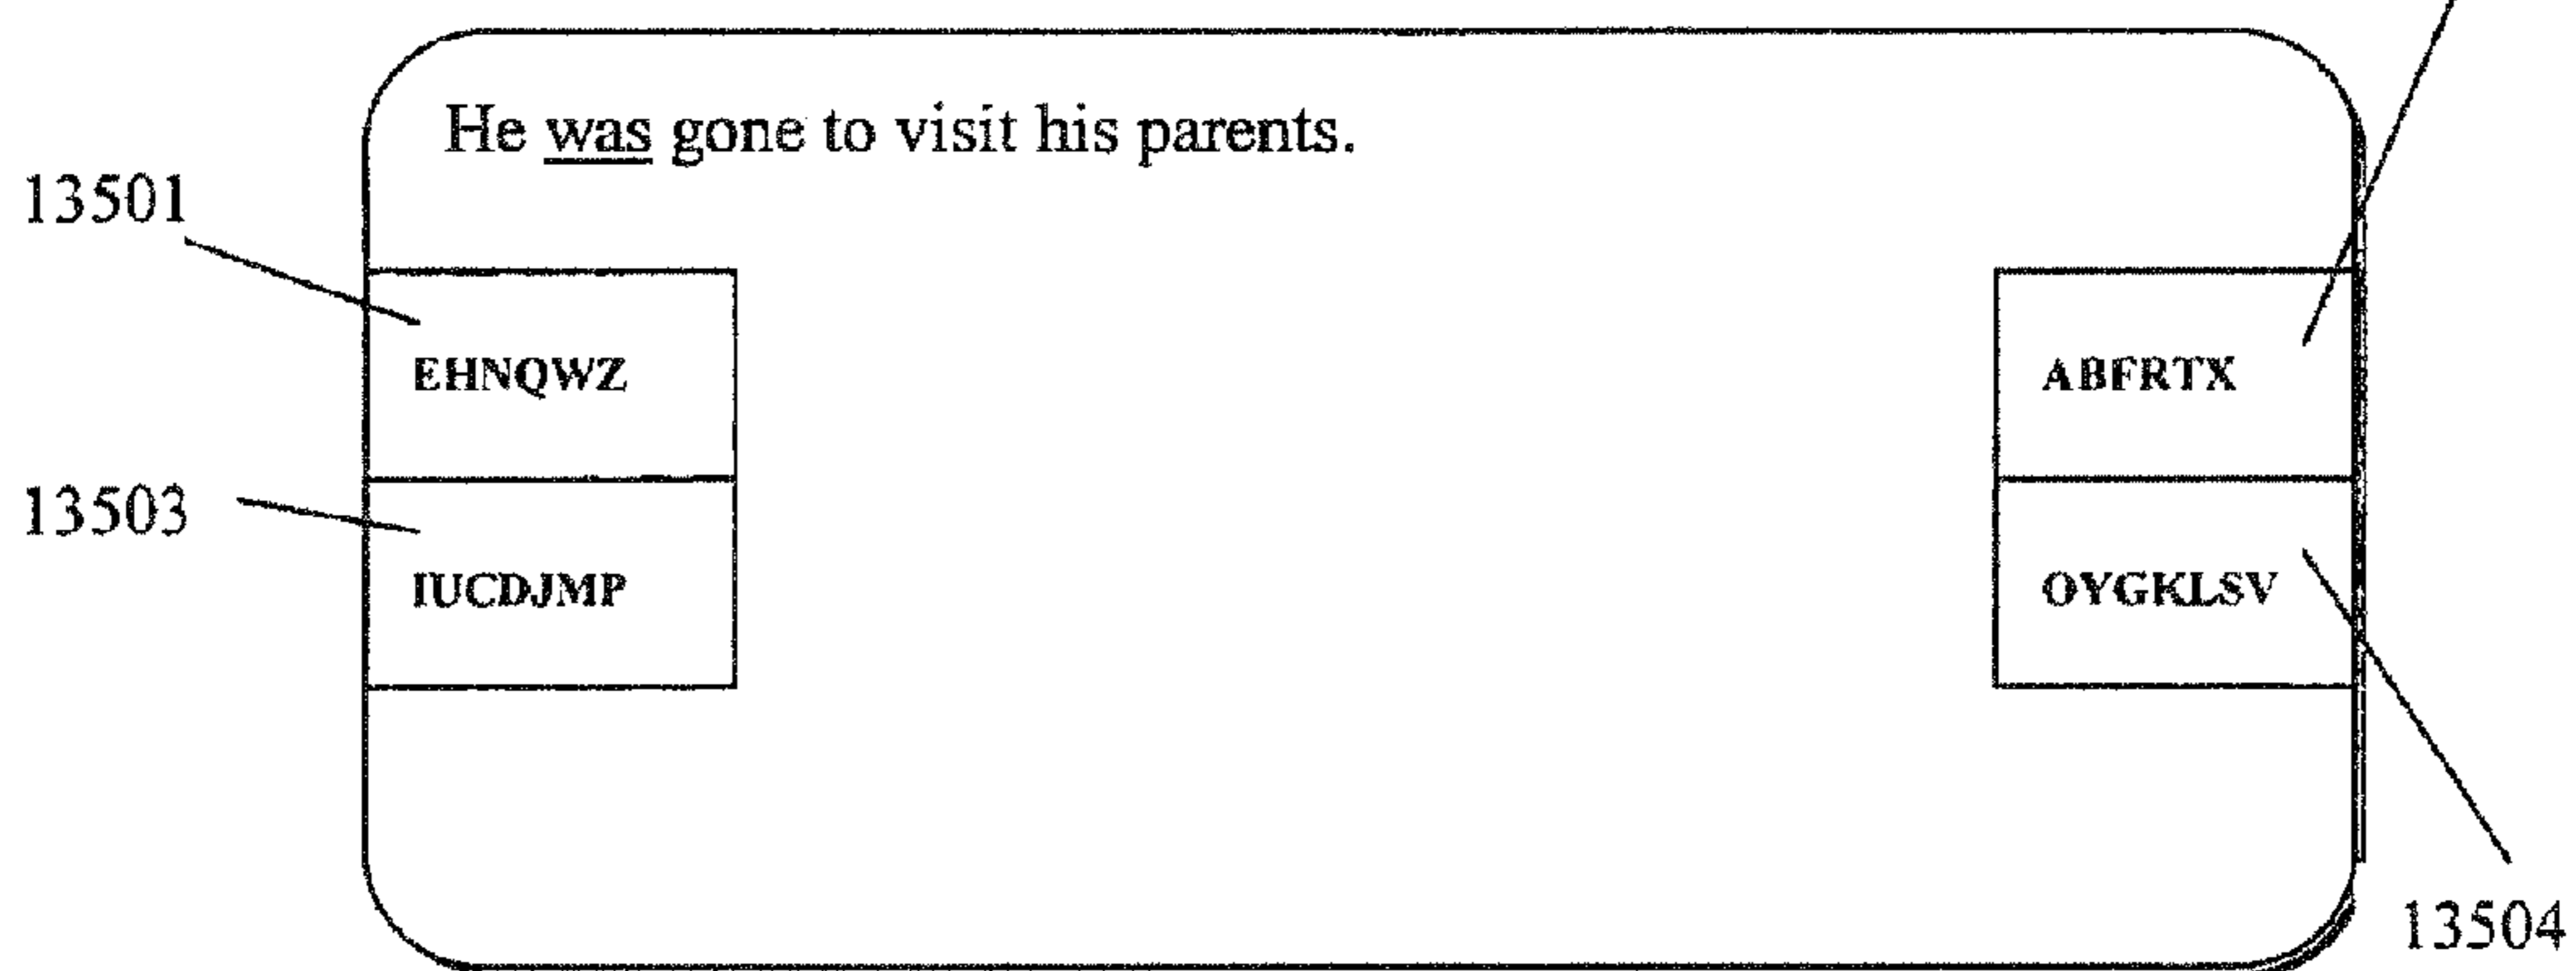 He was gone to visit his parents.
13501
EHNQWZ
ABFRTX
13503
IUCDJMP
OYGKLSV
13504